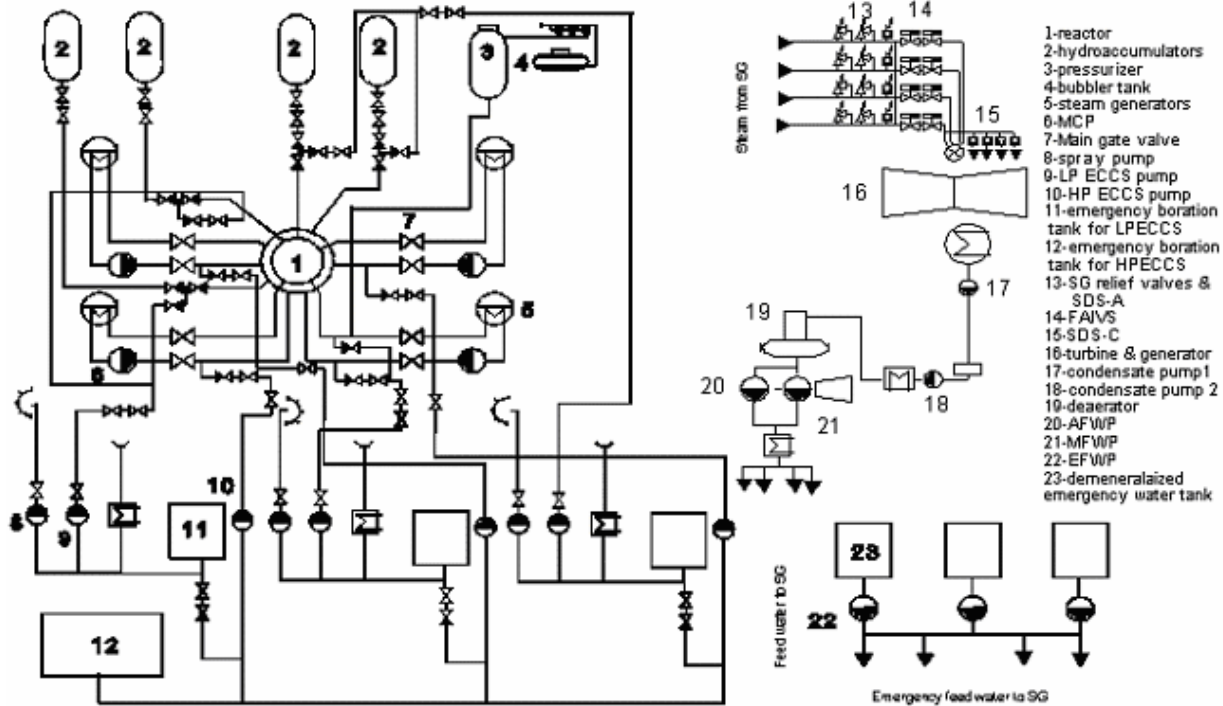 2
2
2
2
3
4
7
1
5
6
10
8
9
11
12
13
14
15
16
17
18
19
20
21
Steam from SG
1-reactor
2-hydroaccumulators
3-pressurizer
4-bubbler tank
5-steam generators
6-MCP
7-Main gate valve
8-spray pump
9-LP ECCS pump
10-HP ECCS pump
11-emergency boration
tank for LPECCS
12-emergency boration
tank for HPECCS
13-SG relief valves &
SDS-A
14-FAIVS
15-SDS-C
16-turbine & generator
17-condensate pump1
18-condensate pump 2
19-deaerator
20-AFWP
21-MFWP
22-EFWP
23-demeneralaized
emergency water tank
23
22
Feed water to SG
Emergency feed water to SG